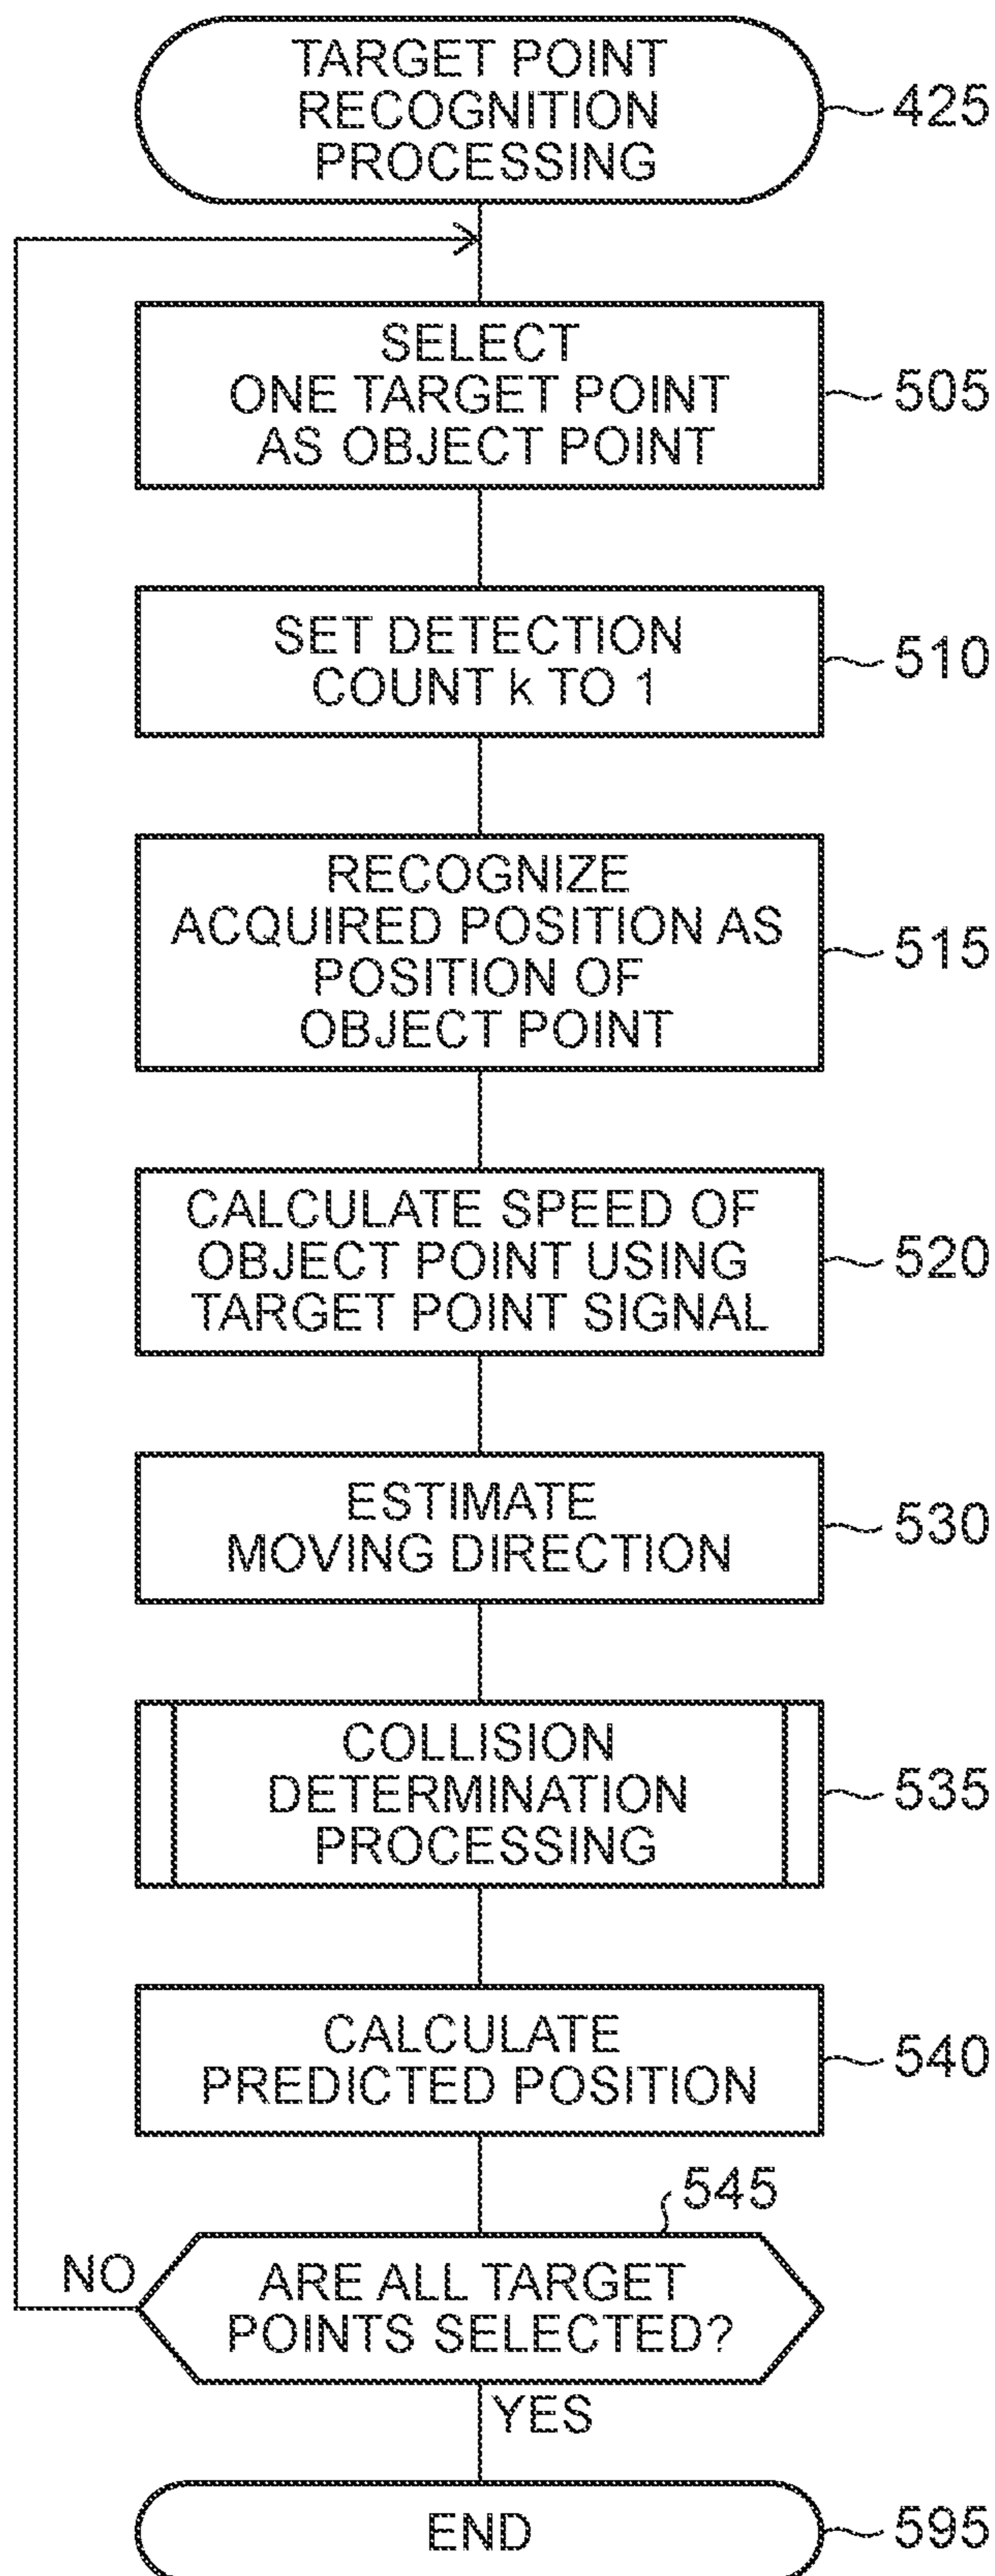 TARGET POINT
RECOGNITION
PROCESSING
425
SELECT
ONE TARGET POINT
AS OBJECT POINT
505
SET DETECTION
COUNT k TO 1
510
RECOGNIZE
ACQUIRED POSITION AS
POSITION OF
OBJECT POINT
515
CALCULATE SPEED OF
OBJECT POINT USING
TARGET POINT SIGNAL
520
ESTIMATE
MOVING DIRECTION
530
COLLISION
DETERMINATION
PROCESSING
535
CALCULATE
PREDICTED POSITION
540
545
NO
ARE ALL TARGET
POINTS SELECTED?
YES
END
595